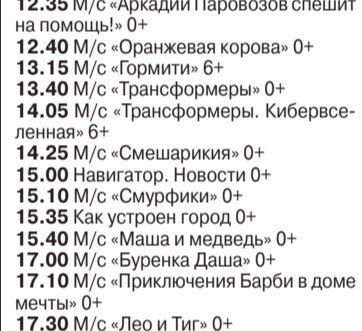 12.35 М/с «Аркадий Паровозов спешит
на помощь!» 0+
12.40 М/с «Оранжевая корова» 0+
13.15 М/с «Гормити» 6+
13.40 М/с «Трансформеры» 0+
14.05 М/с «Трансформеры. Кибервсе-
ленная» 6+
14.25 М/с «Смешарикия» 0+
15.00 Навигатор. Новости 0+
15.10 М/с «Смурфики» 0+
15.35 Как устроен город 0+
15.40 М/с «Маша и медведь» 0+
17.00 М/с «Буренка Даша» 0+
17.10 М/с «Приключения Барби в доме
мечты» 0+
17.30 М/с «Лео и Тиг» 0+